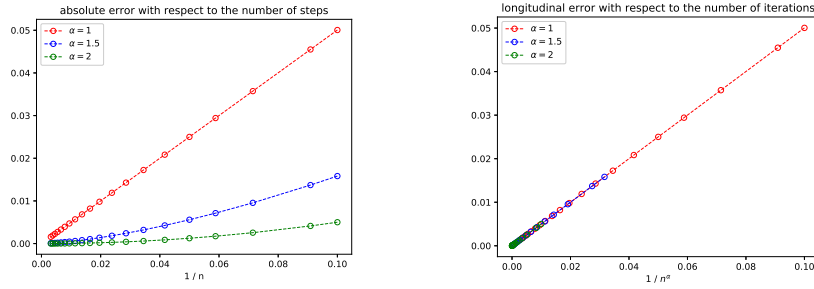 absolute error with respect to the number of steps
0.05
0.04
0.03
0.02
0.01
0.00
α = 1
α = 1.5
α = 2
0.00 0.02 0.04 0.06 0.08 0.10
1 / n
longitudinal error with respect to the number of iterations
0.05
0.04
0.03
0.02
0.01
0.00
α = 1
α = 1.5
α = 2
0.00 0.02 0.04 0.06 0.08 0.10
1 / n^α